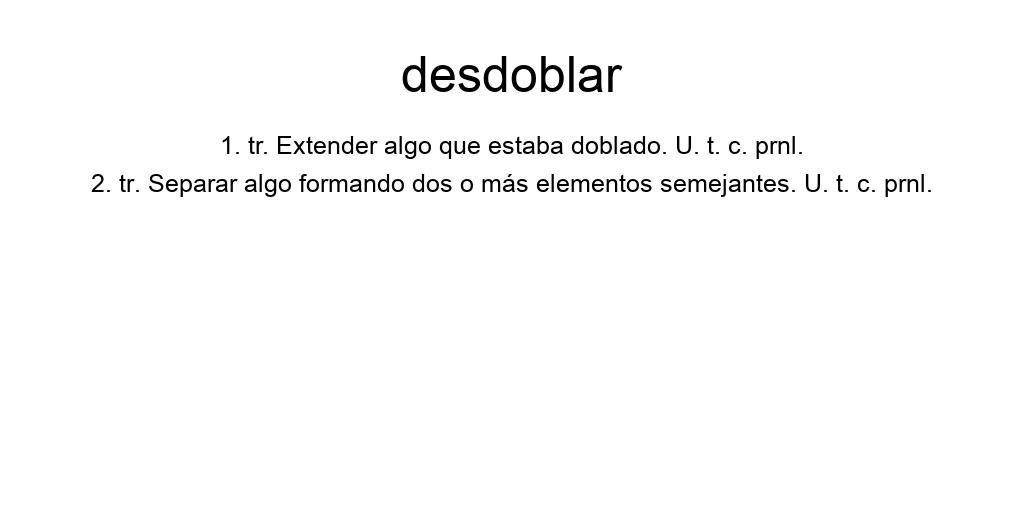 desdoblar
1. tr. Extender algo que estaba doblado. U. t. c. prnl.
2. tr. Separar algo formando dos o más elementos semejantes. U. t. c. prnl.